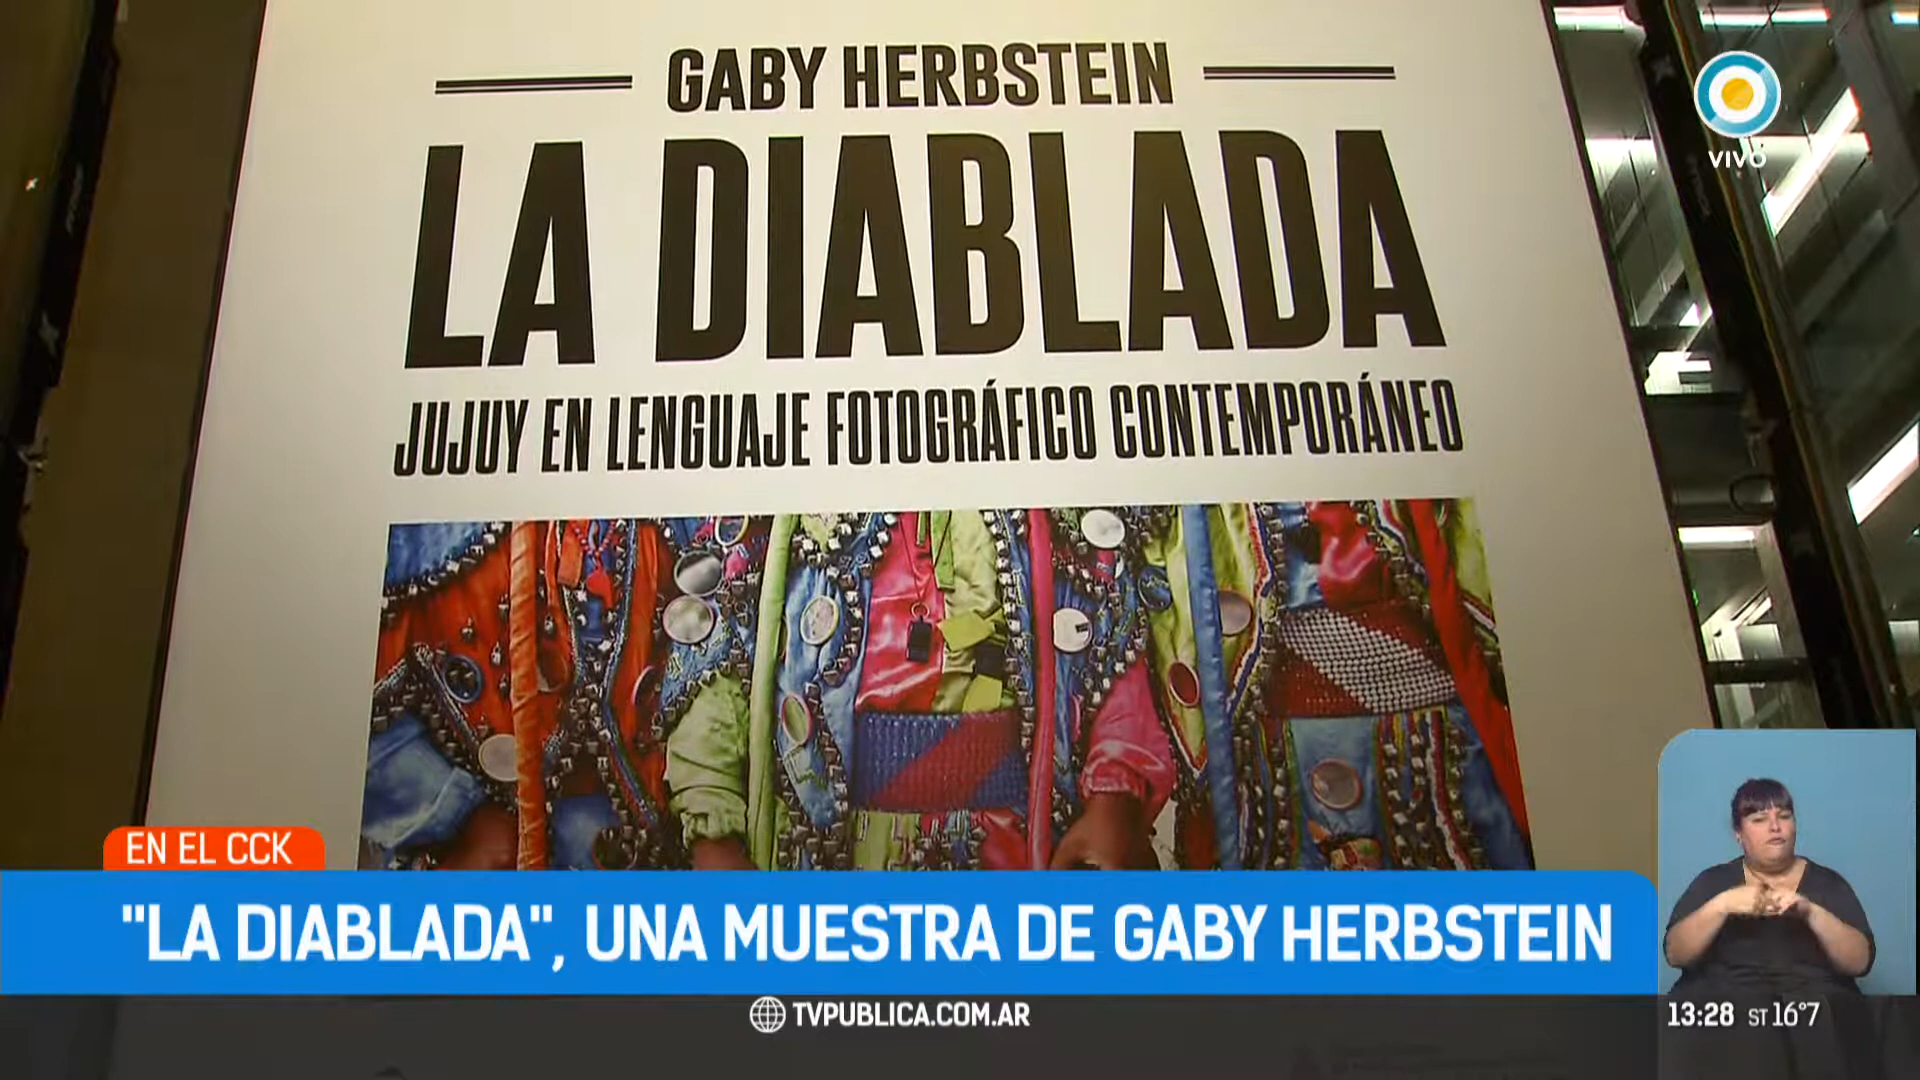 GABY HERBSTEIN
LA DIABLADA
JUJUY EN LENGUAJE FOTOGRÁFICO CONTEMPORÁNEO
VIVO
EN EL CCK
"LA DIABLADA", UNA MUESTRA DE GABY HERBSTEIN
TVPUBLICA.COM.AR
13:28 ST 16°7